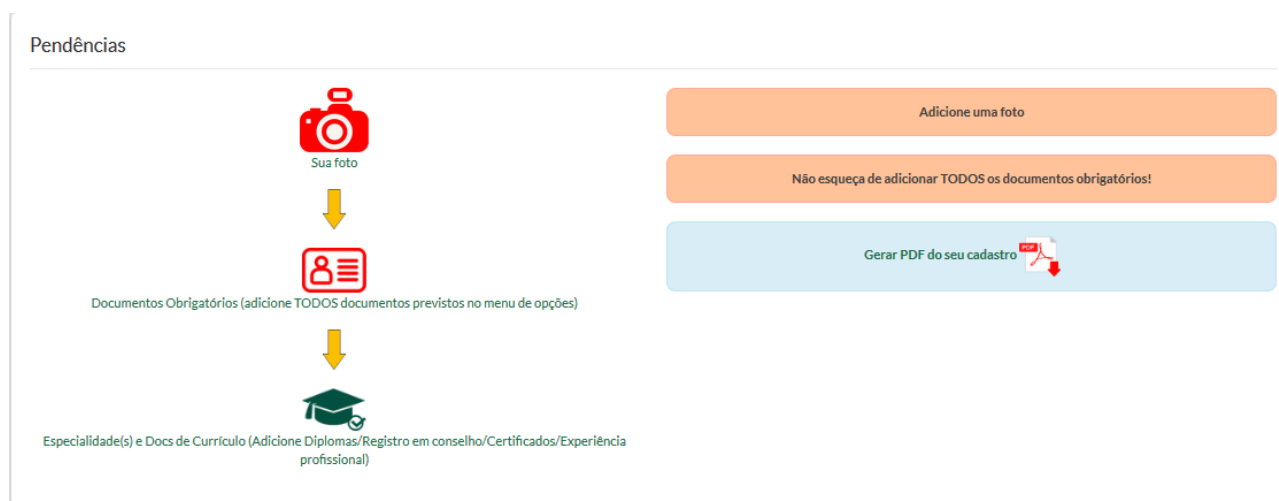 Pendências
Sua foto
Documentos Obrigatórios (adicione TODOS documentos previstos no menu de opções)
Especialidade(s) e Docs de Currículo (Adicione Diplomas/Registro em conselho/Certificados/Experiência
profissional)
Adicione uma foto
Não esqueça de adicionar TODOS os documentos obrigatórios!
Gerar PDF do seu cadastro
PDF